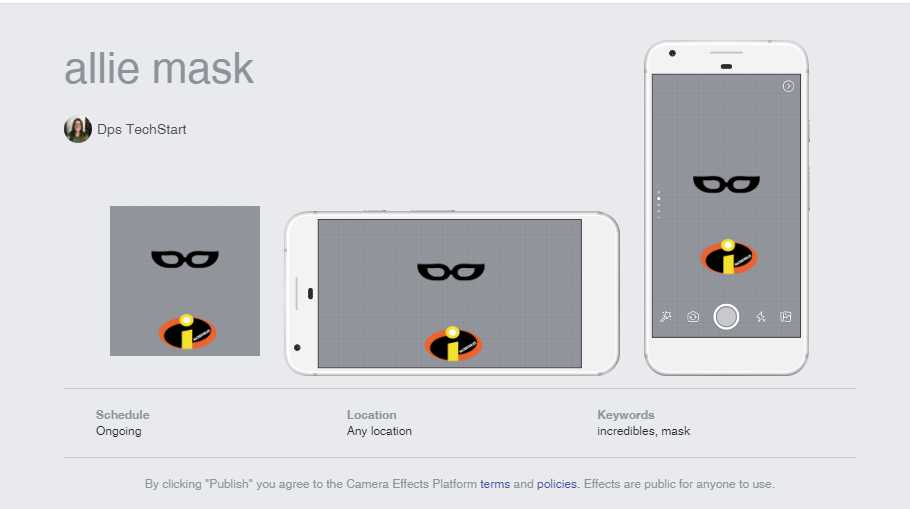 allie mask
Dps TechStart
Schedule
Ongoing
Location
Any location
Keywords
incredibles, mask
By clicking "Publish" you agree to the Camera Effects Platform terms and policies. Effects are public for anyone to use.